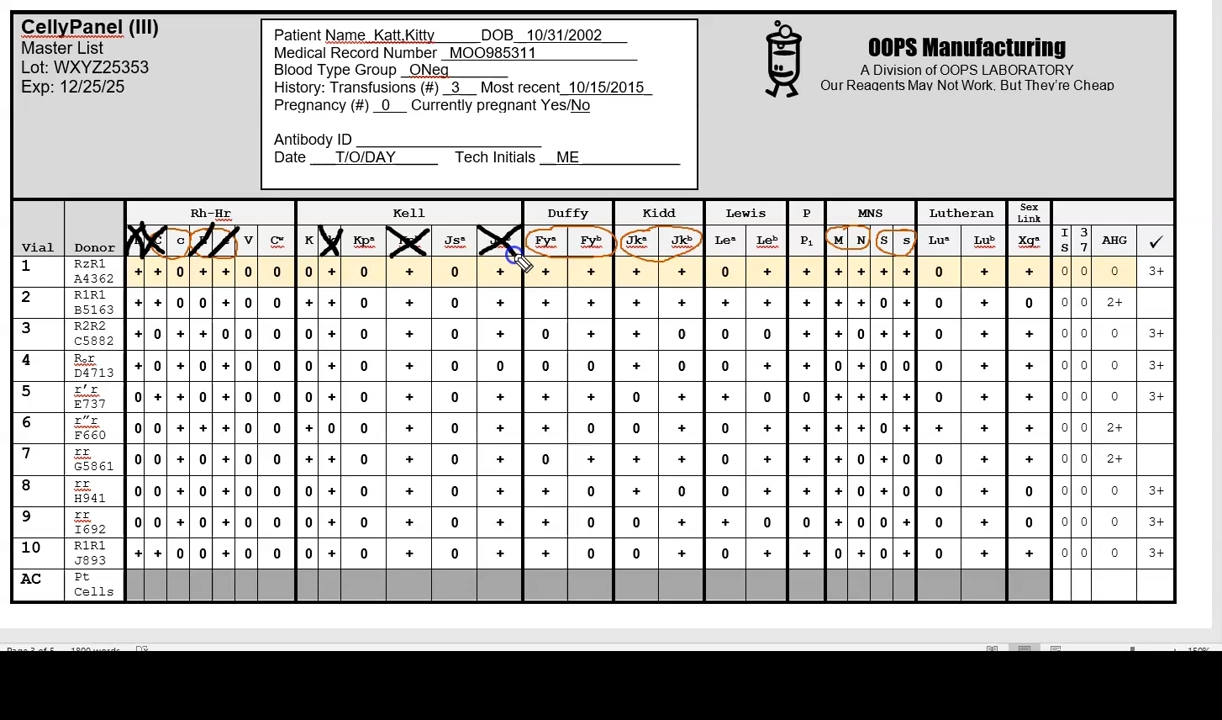 CellyPanel (III)
Master List
Lot: WXYZ25353
Exp: 12/25/25
Patient Name Katt,Kitty DOB 10/31/2002
Medical Record Number MOO985311
Blood Type Group ONeg
History: Transfusions (#) 3 Most recent 10/15/2015
Pregnancy (#) 0 Currently pregnant Yes/No
Antibody ID
Date T/O/DAY Tech Initials ME
OOPS Manufacturing
A Division of OOPS LABORATORY
Our Reagents May Not Work, But They're Cheap
Rh-Hr Kell Duffy Kidd Lewis P MNS Lutheran Sex Link
Vial Donor C c V Cʷ K Kpᵃ Jsᵃ Fyᵃ Fyᵇ Jkᵃ Jkᵇ Leᵃ Leᵇ P₁ M N S s Luᵃ Luᵇ Xgᵃ IS 37 AHG ✓
1 RzR1 A4362 + + 0 + + 0 0 0 + 0 + 0 + + + + + 0 + + + + + + 0 + + 0 0 0 3+
2 R1R1 B5163 + + 0 0 + 0 0 + + 0 + 0 + + + + + + + + + + 0 + 0 + 0 0 0 2+
3 R2R2 C5882 + 0 + + 0 0 0 0 + 0 + 0 + 0 + + 0 0 0 + + 0 + + 0 + + 0 0 0 3+
4 R₀r D4713 + 0 + 0 + 0 0 0 + 0 + 0 0 0 0 + 0 + + + 0 + 0 0 0 + + 0 0 0 3+
5 r′r E737 0 + + 0 + 0 0 0 + 0 + 0 + + + 0 + + 0 0 + + + + 0 + + 0 0 0 3+
6 r″r F660 0 0 + + + 0 0 + 0 0 + 0 + + 0 0 + 0 + + + + 0 + + + + 0 0 2+
7 rr G5861 0 0 + 0 + 0 0 + + 0 + 0 + 0 + + + 0 + + + 0 + 0 0 + + 0 0 2+
8 rr H941 0 0 + 0 + 0 0 0 + 0 + 0 + + 0 + 0 0 + + + 0 + 0 0 + 0 0 0 0 3+
9 rr I692 0 0 + 0 + 0 0 0 + 0 + 0 + + 0 + + + 0 0 + 0 0 + 0 + 0 0 0 0 3+
10 R1R1 J893 + + 0 0 + 0 0 0 + 0 + 0 + + 0 0 + 0 + + 0 + 0 + 0 + + 0 0 0 3+
AC Pt Cells
1800 words
150%